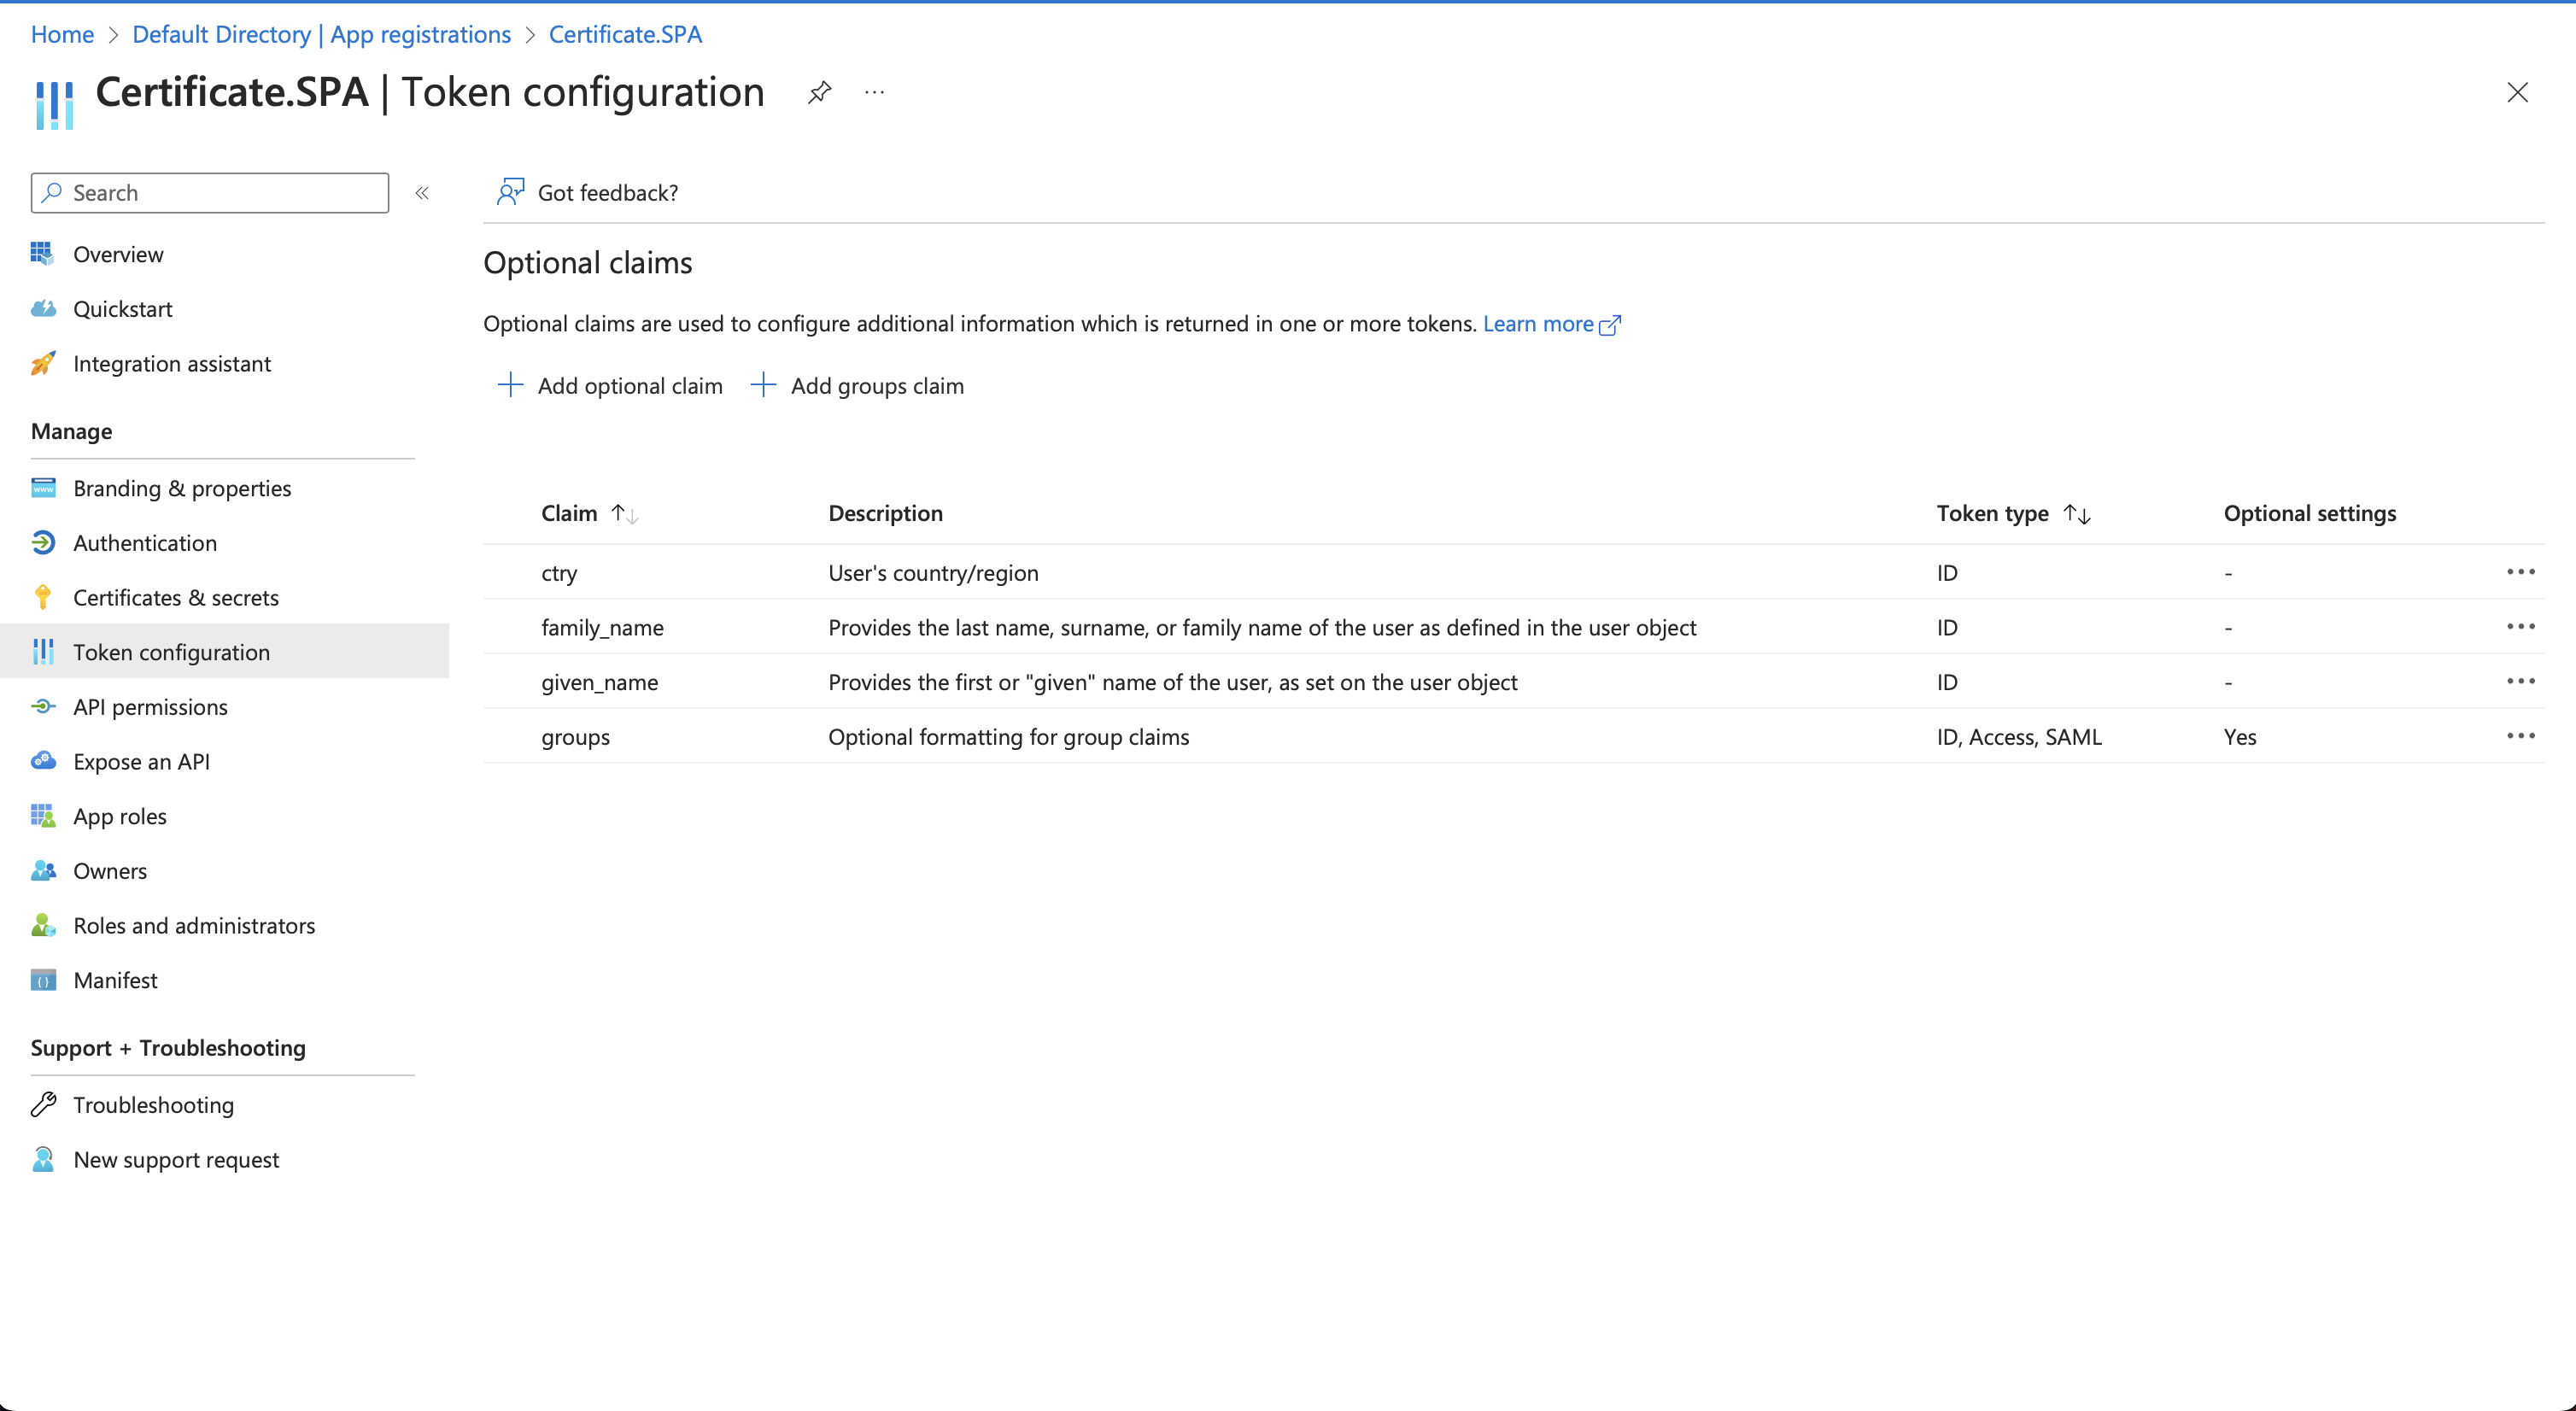 Home > Default Directory | App registrations > Certificate.SPA
Certificate.SPA | Token configuration
Search
Overview
Quickstart
Integration assistant
Manage
Branding & properties
Authentication
Certificates & secrets
Token configuration
API permissions
Expose an API
App roles
Owners
Roles and administrators
Manifest
Support + Troubleshooting
Troubleshooting
New support request
Got feedback?
Optional claims
Optional claims are used to configure additional information which is returned in one or more tokens. Learn more
Add optional claim Add groups claim
Claim Description Token type Optional settings
ctry User's country/region ID -
family_name Provides the last name, surname, or family name of the user as defined in the user object ID -
given_name Provides the first or "given" name of the user, as set on the user object ID -
groups Optional formatting for group claims ID, Access, SAML Yes